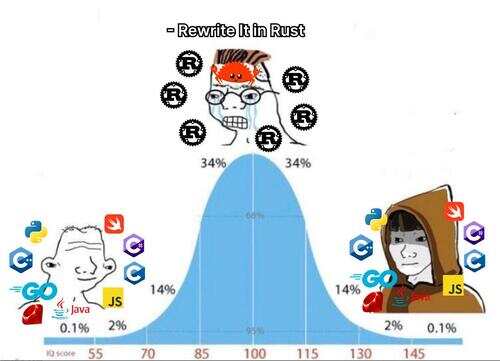 - Rewrite It in Rust
R
R
R
R
R
R
34%
34%
68%
C++
C#
C
GO
JS
Java
C++
C#
C
GO
JS
Java
14%
14%
0.1%
2%
95%
2%
0.1%
IQ score
55
70
85
100
115
130
145